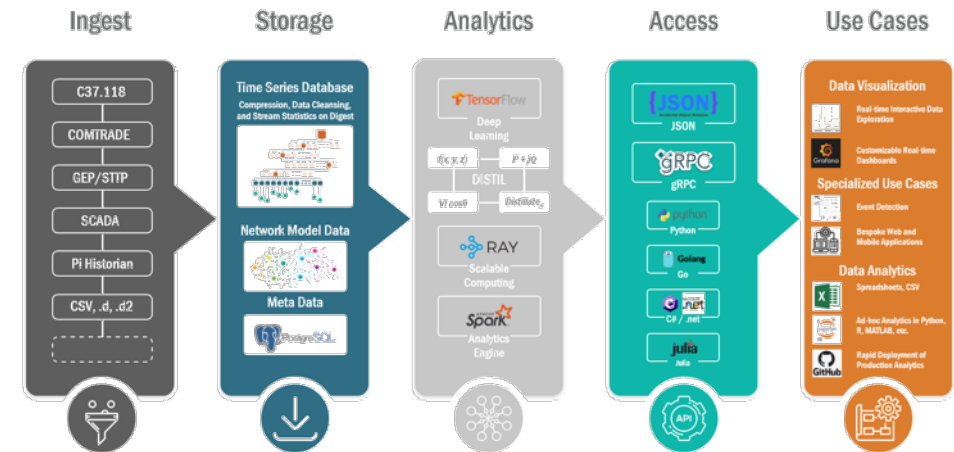 Ingest
Storage
Analytics
Access
Use Cases
C37.118
COMTRADE
GEP/STTP
SCADA
Pi Historian
CSV, .d, .d2
Time Series Database
Compression, Data Cleansing,
and Stream Statistics on Digest
Network Model Data
Meta Data
PostgreSQL
TensorFlow
Deep
Learning
f(x, y, z)
P + jQ
DISTIL
VI cosθ
RAY
Scalable
Computing
APACHE
Spark
Analytics
Engine
{JSON}
JSON
gRPC
gRPC
python
Python
Golang
Go
.net
C# / .net
julia
Julia
API
Data Visualization
Real-time Interactive Data
Exploration
Grafana
Customizable Real-time
Dashboards
Specialized Use Cases
Event Detection
Bespoke Web and
Mobile Applications
Data Analytics
Spreadsheets, CSV
Ad-hoc Analytics in Python,
R, MATLAB, etc.
GitHub
Rapid Deployment of
Production Analytics